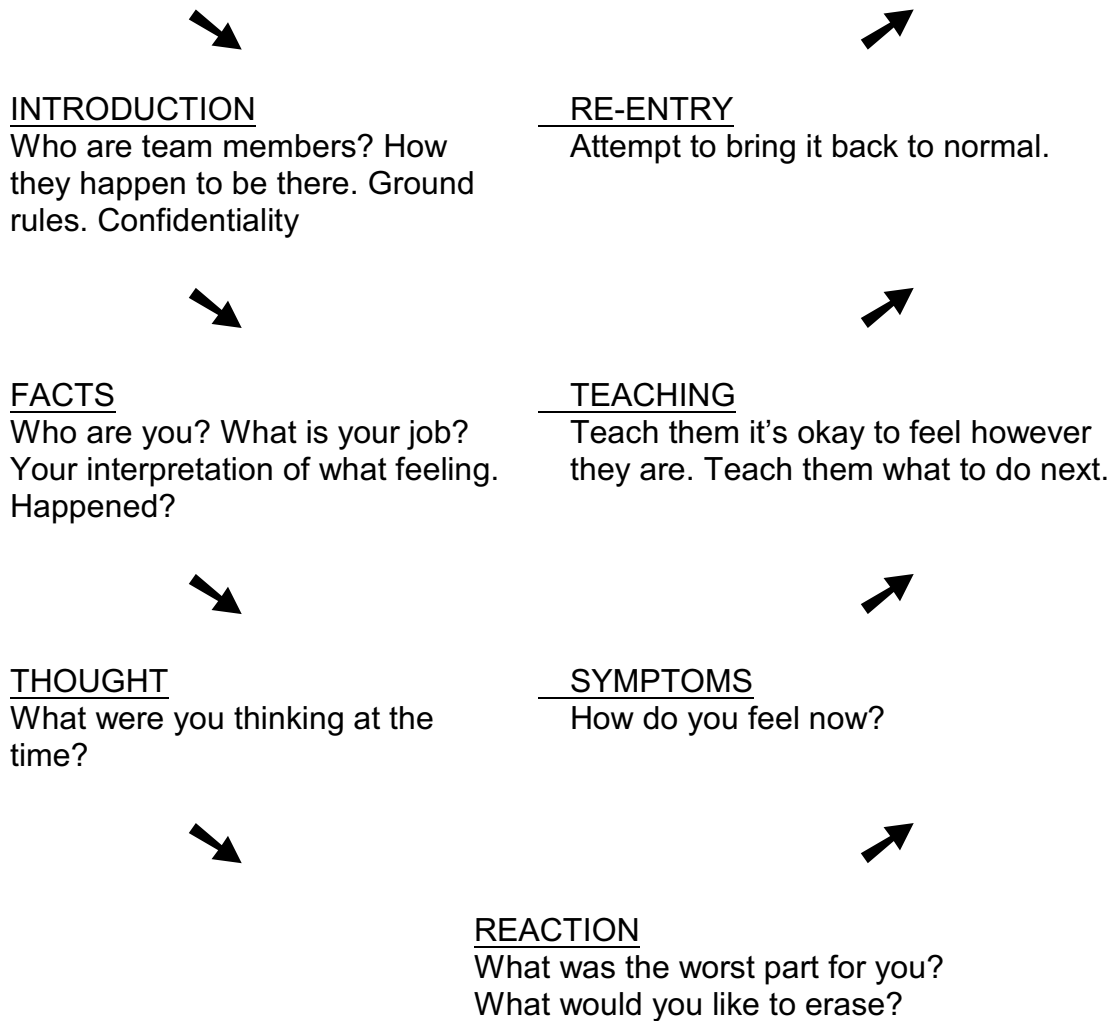 INTRODUCTION
Who are team members? How
they happen to be there. Ground
rules. Confidentiality
FACTS
Who are you? What is your job?
Your interpretation of what feeling.
Happened?
THOUGHT
What were you thinking at the
time?
REACTION
What was the worst part for you?
What would you like to erase?
SYMPTOMS
How do you feel now?
TEACHING
Teach them it’s okay to feel however
they are. Teach them what to do next.
RE-ENTRY
Attempt to bring it back to normal.